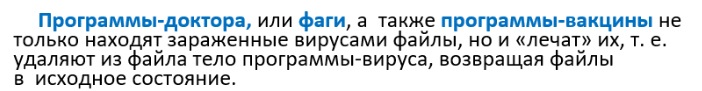 Программы-доктора, или фаги, а также программы-вакцины не
только находят зараженные вирусами файлы, но и «лечат» их, т. е.
удаляют из файла тело программы-вируса, возвращая файлы
в исходное состояние.